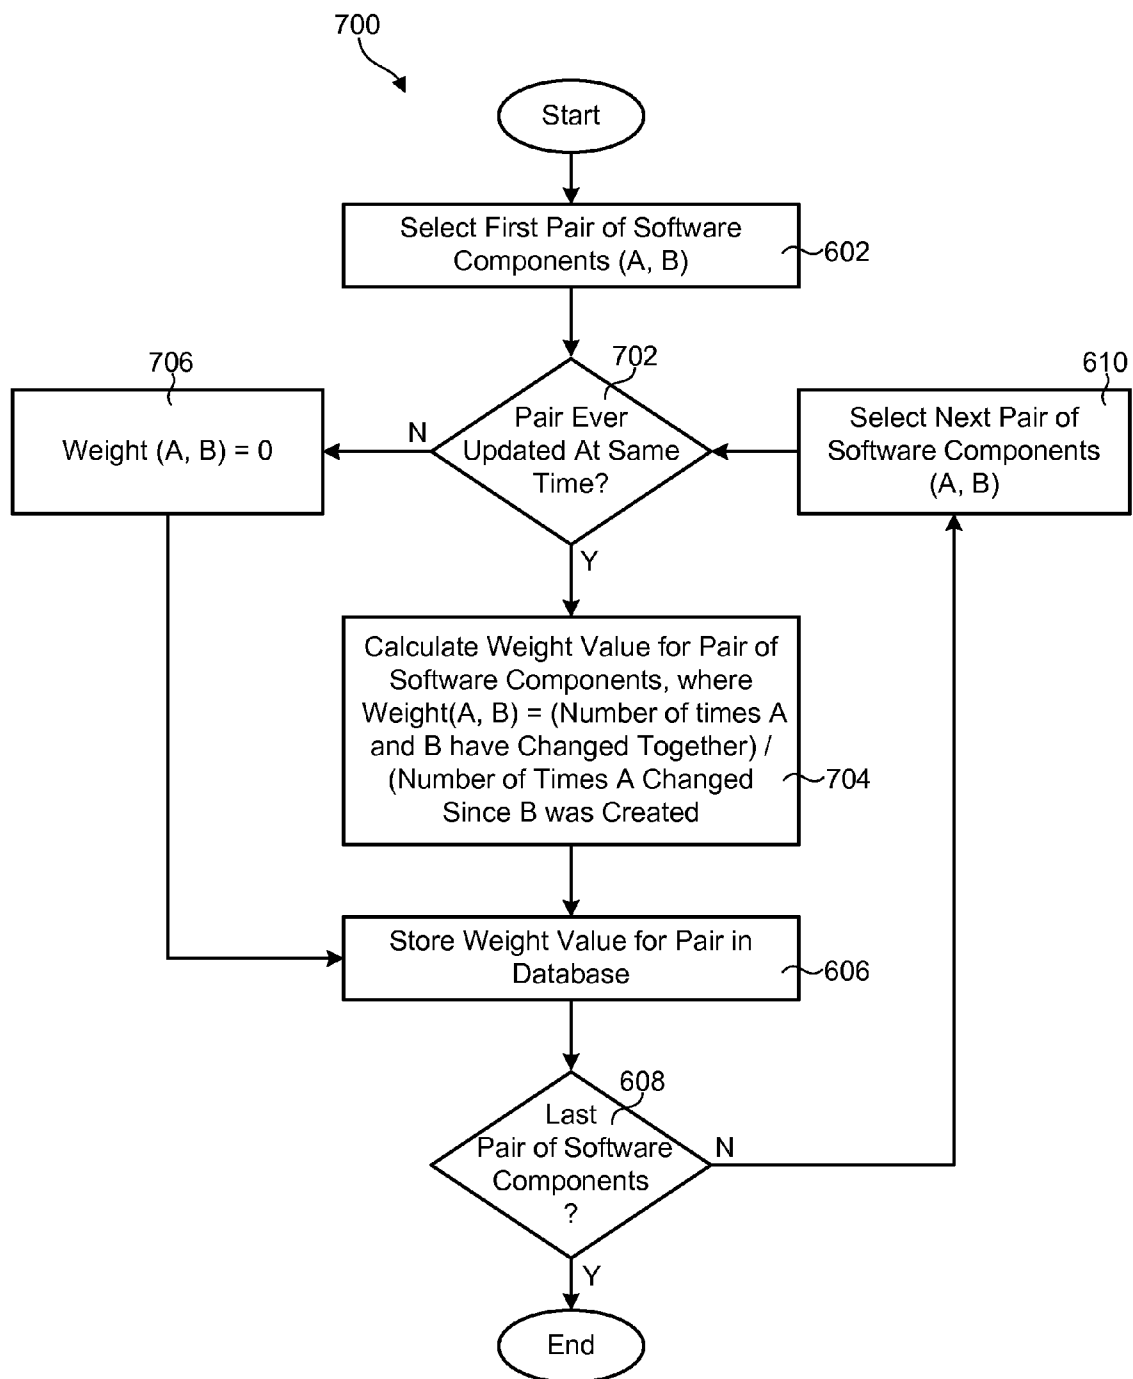 700
Start
Select First Pair of Software
Components (A, B)
602
702
Pair Ever
Updated At Same
Time?
N
Y
706
Weight (A, B) = 0
610
Select Next Pair of
Software Components
(A, B)
Calculate Weight Value for Pair of
Software Components, where
Weight(A, B) = (Number of times A
and B have Changed Together) /
(Number of Times A Changed
Since B was Created
704
Store Weight Value for Pair in
Database
606
608
Last
Pair of Software
Components
?
N
Y
End